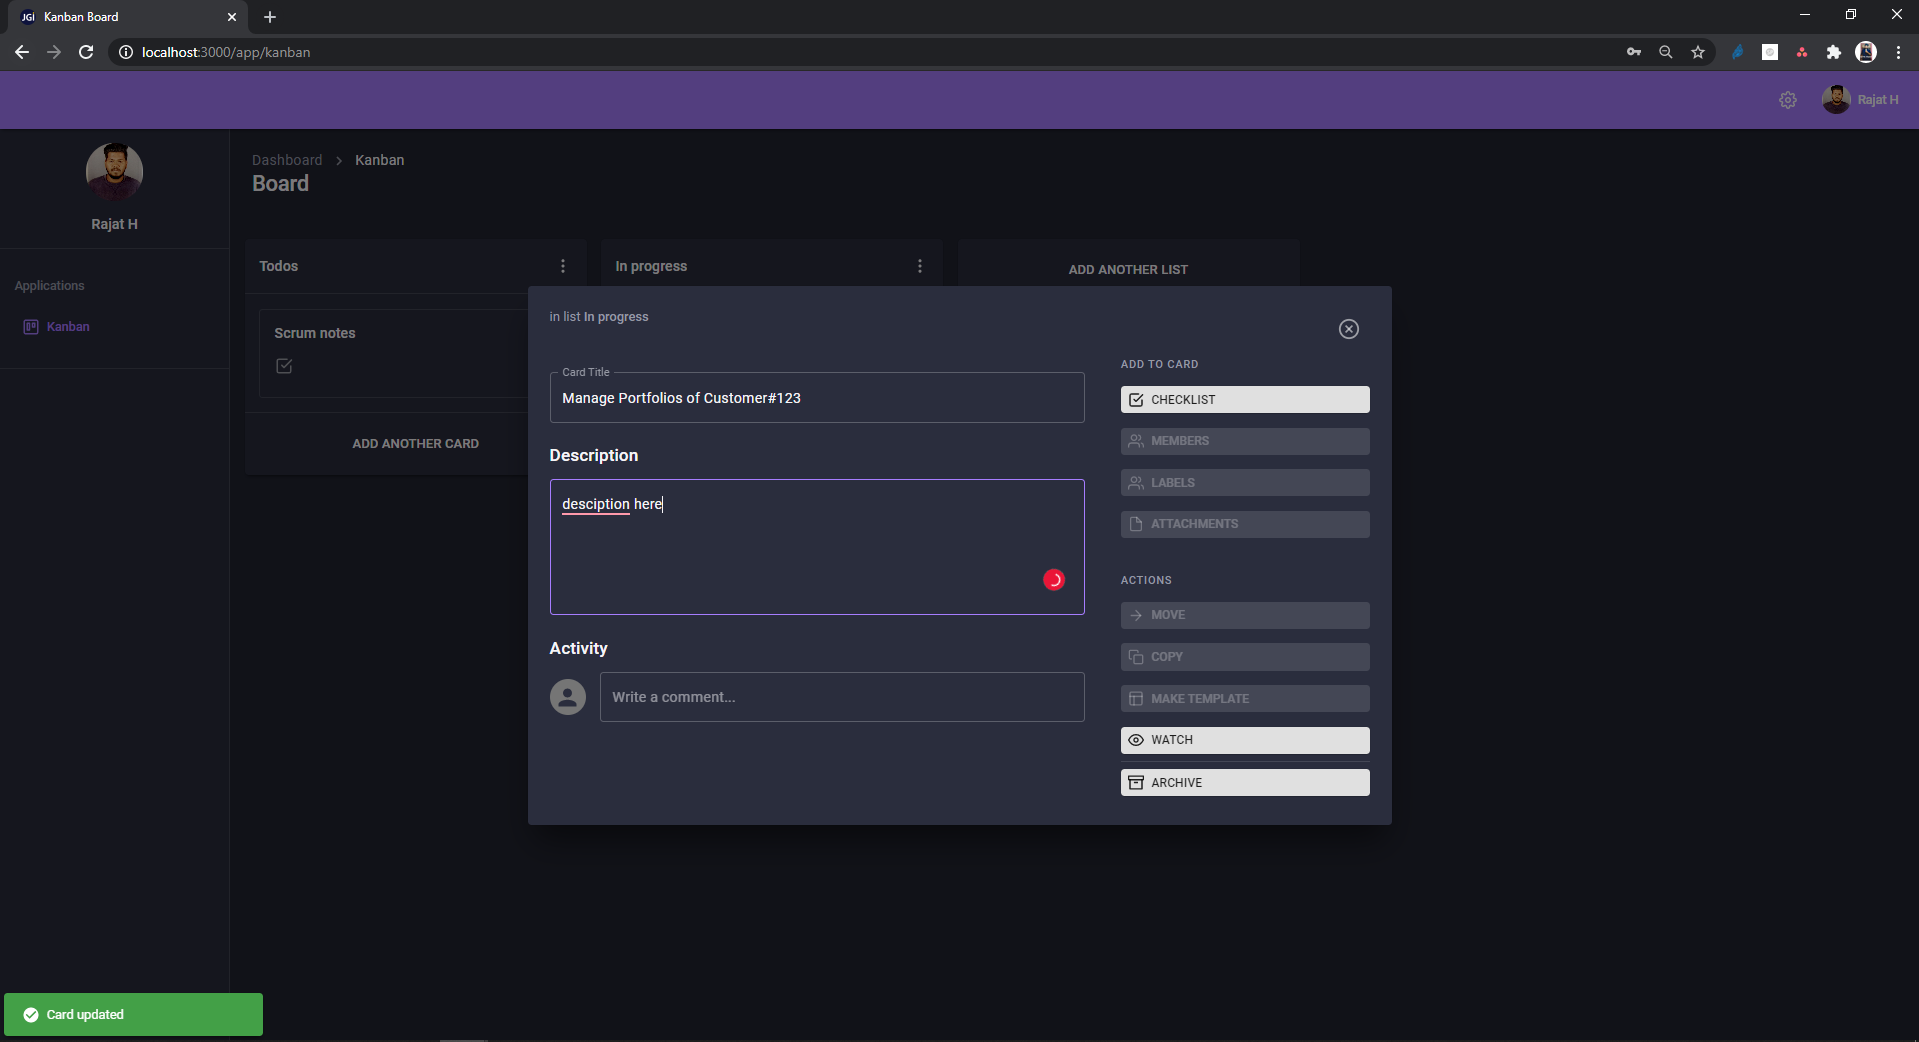 JGI Kanban Board
localhost:3000/app/kanban
Rajat H
Rajat H
Applications
Kanban
Dashboard > Kanban
Board
Todos
Scrum notes
ADD ANOTHER CARD
In progress
ADD ANOTHER LIST
in list In progress
Card Title
Manage Portfolios of Customer#123
Description
desciption here
Activity
Write a comment...
ADD TO CARD
CHECKLIST
MEMBERS
LABELS
ATTACHMENTS
ACTIONS
MOVE
COPY
MAKE TEMPLATE
WATCH
ARCHIVE
Card updated